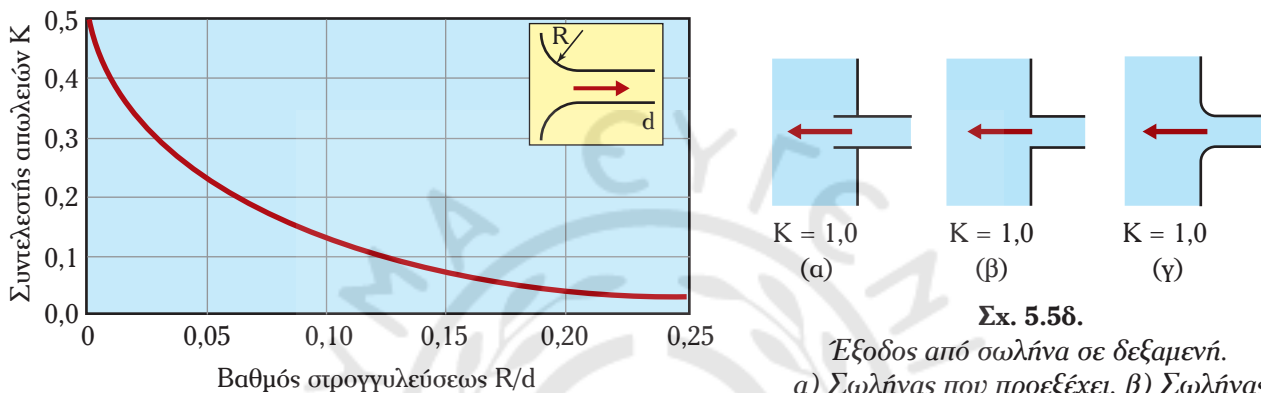 Συντελεστής απωλειών Κ
0,5
0,4
0,3
0,2
0,1
0,0
0
0,05
0,10
0,15
0,20
0,25
Βαθμός στρογγυλεύσεως R/d
R
d
Κ = 1,0
(α)
Κ = 1,0
(β)
Κ = 1,0
(γ)
Σχ. 5.5δ.
Έξοδος από σωλήνα σε δεξαμενή.
α) Σωλήνας που προεξέχει. β) Σωλήνας